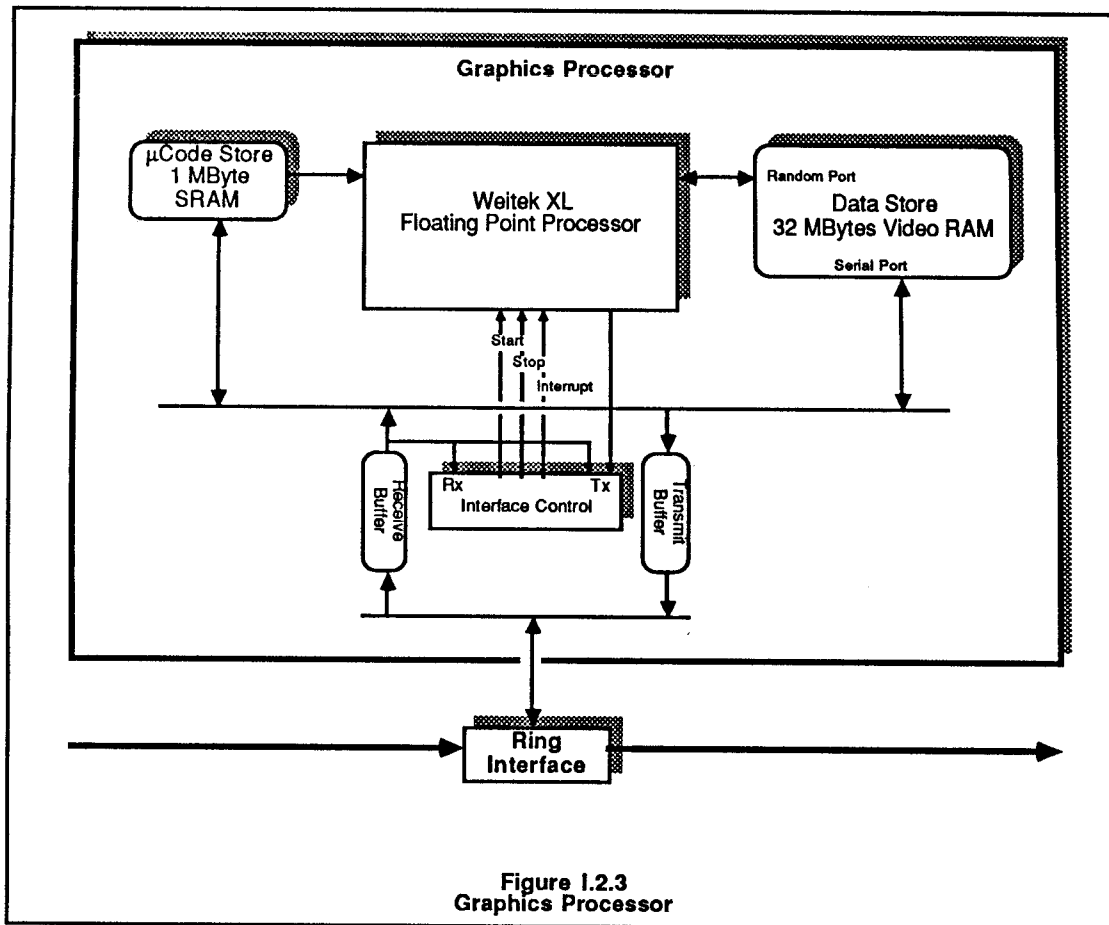 Graphics Processor
μCode Store
1 MByte
SRAM
Weitek XL
Floating Point Processor
Random Port
Data Store
32 MBytes Video RAM
Serial Port
Start
Stop
Interrupt
Receive
Buffer
Rx
Tx
Interface Control
Transmit
Buffer
Ring
Interface
Figure I.2.3
Graphics Processor